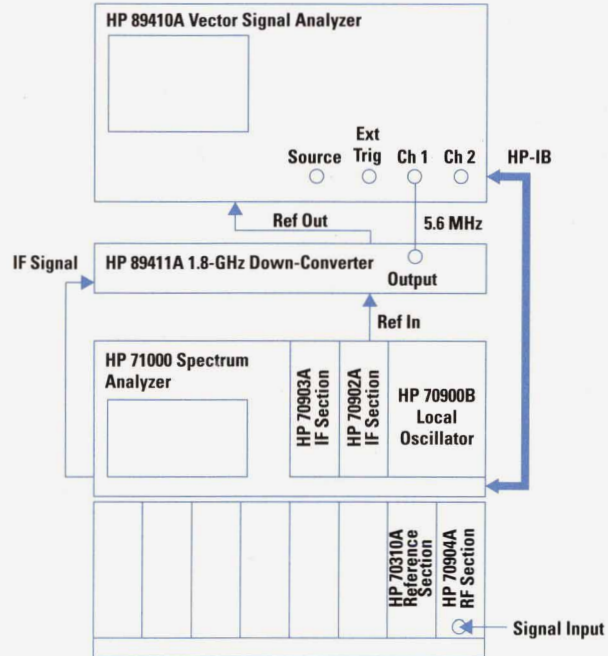 HP 89410A Vector Signal Analyzer
Ext
Source Trig Ch 1 Ch 2 HP-IB
Ref Out 5.6 MHz
IF Signal HP 89411A 1.8-GHz Down-Converter
Output
Ref In
HP 71000 Spectrum
Analyzer
HP 70903A
IF Section
HP 70902A
IF Section
HP 70900B
Local
Oscillator
HP 70310A
Reference
Section
HP 70904A
RF Section
Signal Input